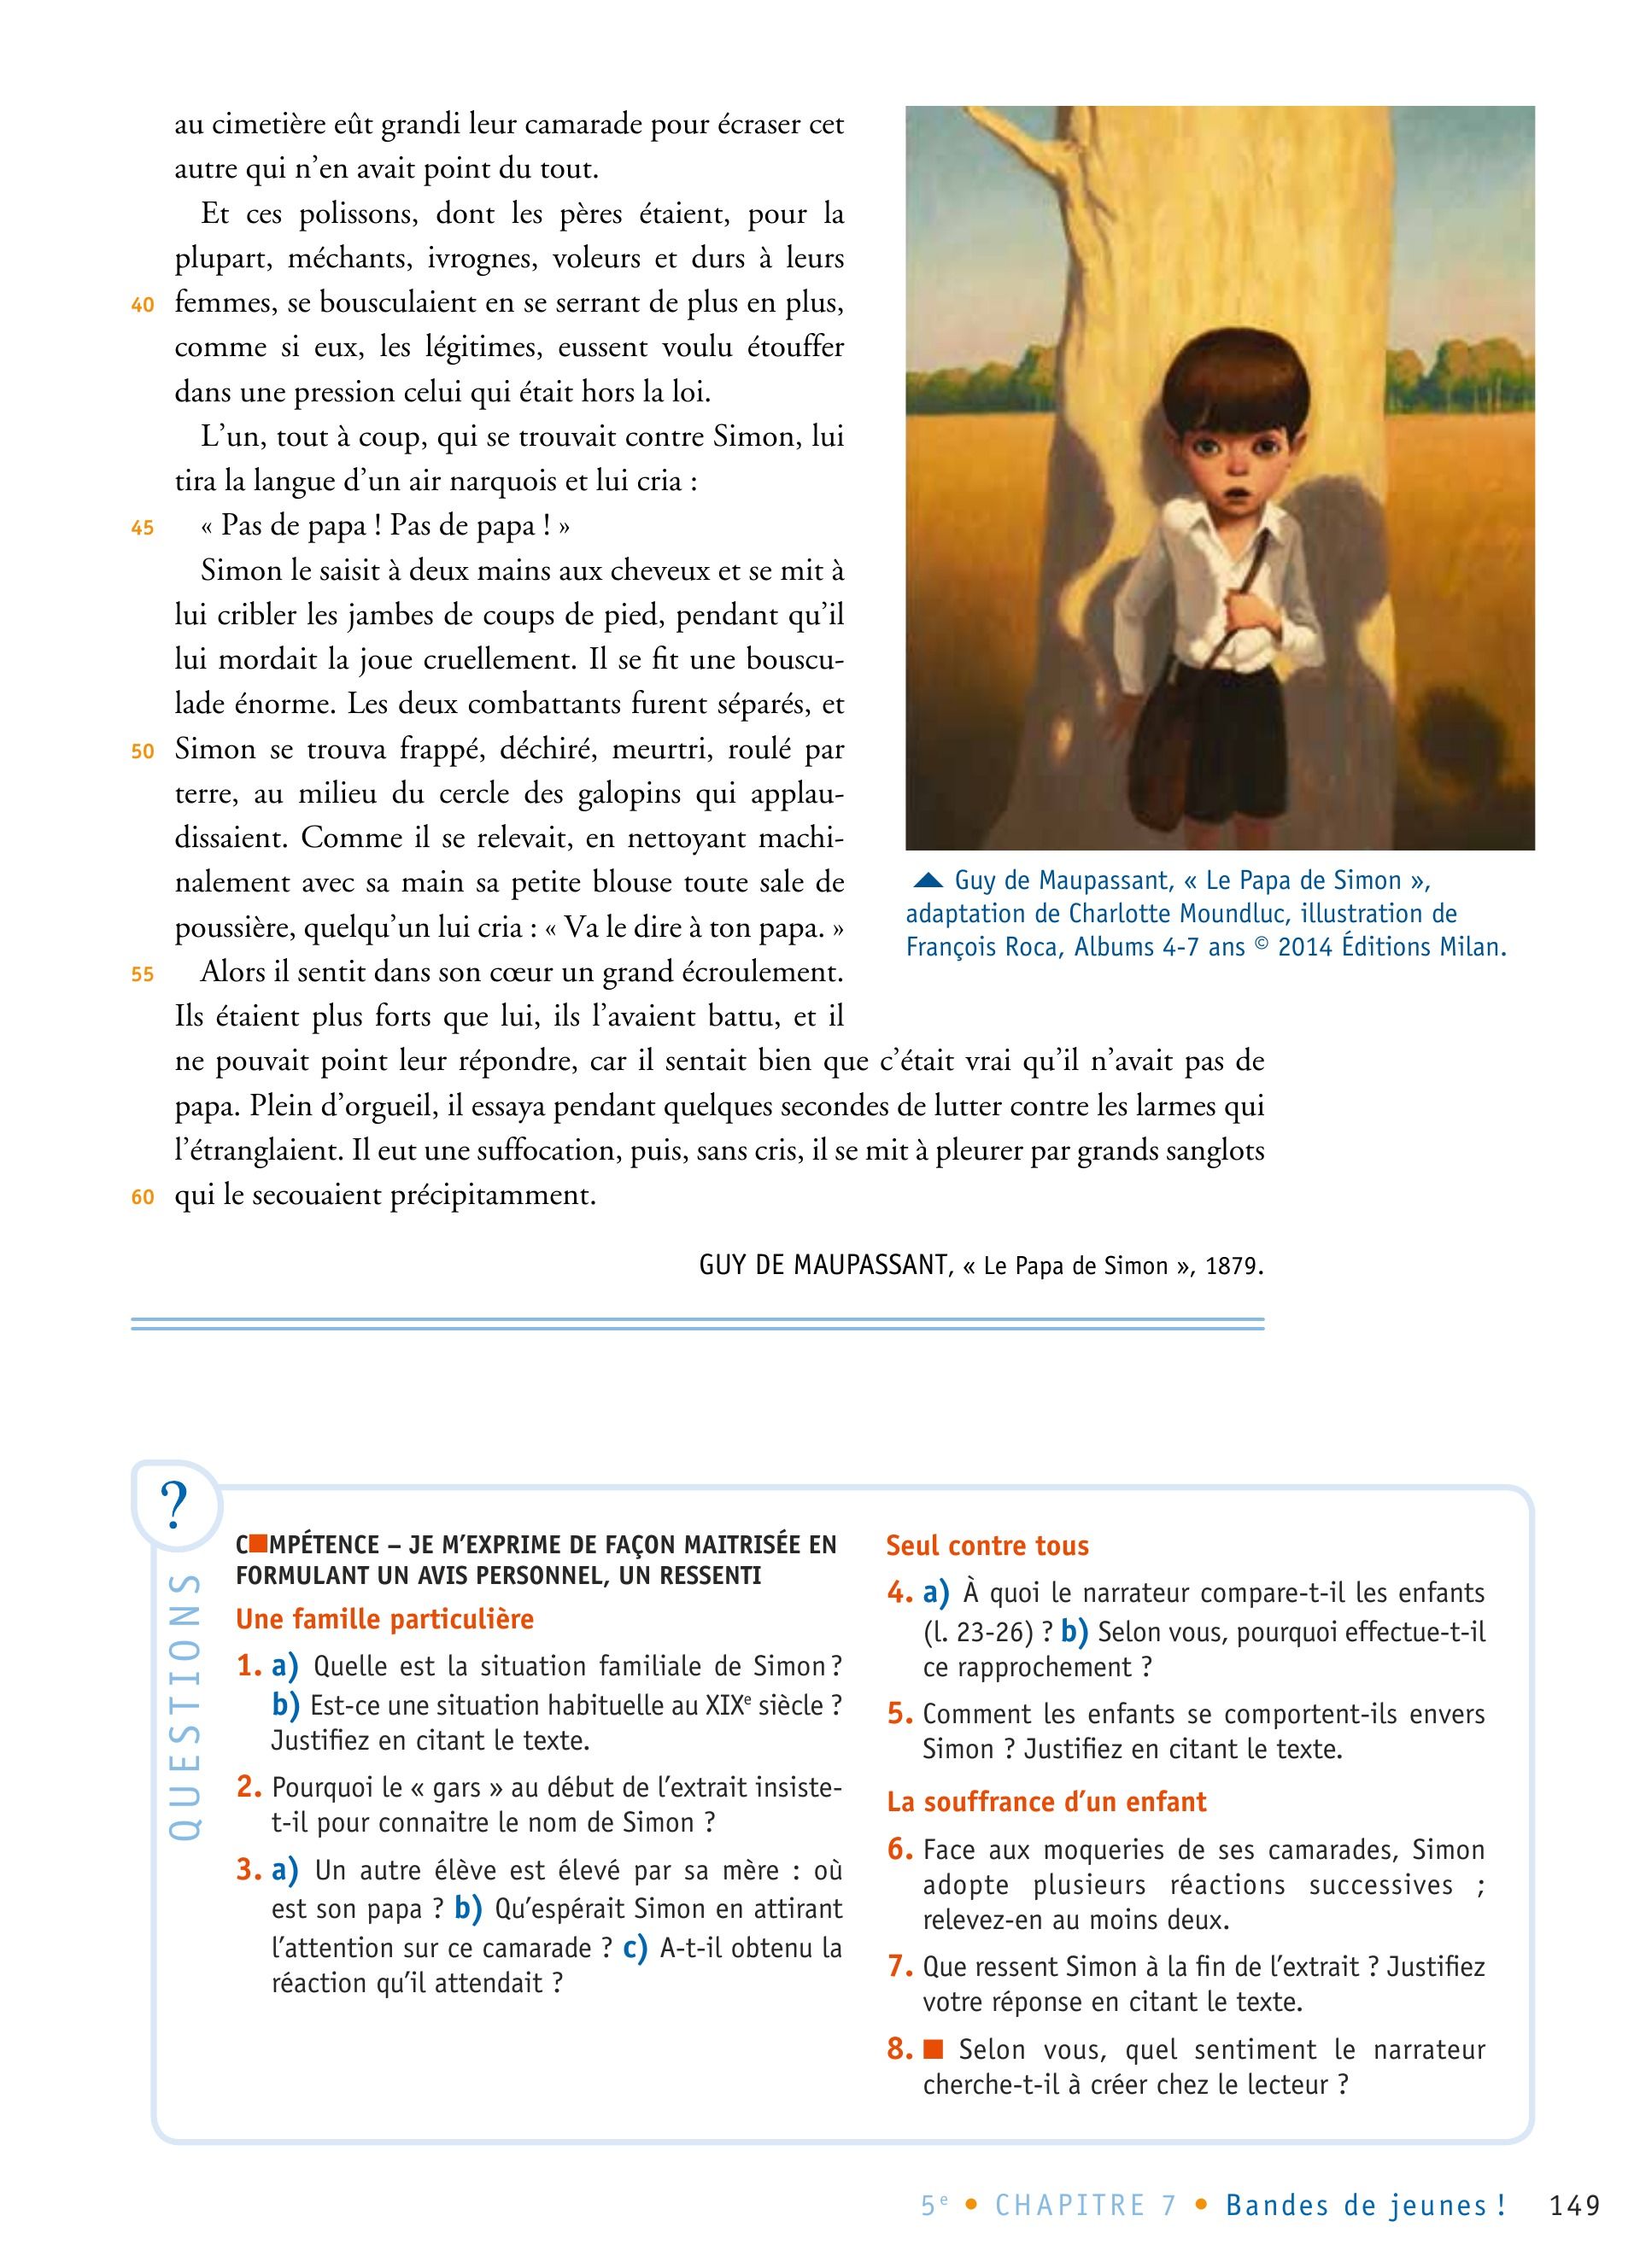 au cimetière eût grandi leur camarade pour écraser cet
autre qui n’en avait point du tout.
Et ces polissons, dont les pères étaient, pour la
plupart, méchants, ivrognes, voleurs et durs à leurs
40 femmes, se bousculaient en se serrant de plus en plus,
comme si eux, les légitimes, eussent voulu étouffer
dans une pression celui qui était hors la loi.
L’un, tout à coup, qui se trouvait contre Simon, lui
tira la langue d’un air narquois et lui cria :
45 « Pas de papa ! Pas de papa ! »
Simon le saisit à deux mains aux cheveux et se mit à
lui cribler les jambes de coups de pied, pendant qu’il
lui mordait la joue cruellement. Il se fit une bouscu-
lade énorme. Les deux combattants furent séparés, et
50 Simon se trouva frappé, déchiré, meurtri, roulé par
terre, au milieu du cercle des galopins qui applau-
dissaient. Comme il se relevait, en nettoyant machi-
nalement avec sa main sa petite blouse toute sale de
poussière, quelqu’un lui cria : « Va le dire à ton papa. »
55 Alors il sentit dans son cœur un grand écroulement.
Ils étaient plus forts que lui, ils l’avaient battu, et il
ne pouvait point leur répondre, car il sentait bien que c’était vrai qu’il n’avait pas de
papa. Plein d’orgueil, il essaya pendant quelques secondes de lutter contre les larmes qui
l’étranglaient. Il eut une suffocation, puis, sans cris, il se mit à pleurer par grands sanglots
60 qui le secouaient précipitamment.
GUY DE MAUPASSANT, « Le Papa de Simon », 1879.
Guy de Maupassant, « Le Papa de Simon »,
adaptation de Charlotte Moundluc, illustration de
François Roca, Albums 4-7 ans © 2014 Éditions Milan.
?
QUESTIONS
C■MPÉTENCE – JE M’EXPRIME DE FAÇON MAITRISÉE EN
FORMULANT UN AVIS PERSONNEL, UN RESSENTI
Une famille particulière
1. a) Quelle est la situation familiale de Simon ?
b) Est-ce une situation habituelle au XIXe siècle ?
Justifiez en citant le texte.
2. Pourquoi le « gars » au début de l’extrait insiste-
t-il pour connaitre le nom de Simon ?
3. a) Un autre élève est élevé par sa mère : où
est son papa ? b) Qu’espérait Simon en attirant
l’attention sur ce camarade ? c) A-t-il obtenu la
réaction qu’il attendait ?
Seul contre tous
4. a) À quoi le narrateur compare-t-il les enfants
(l. 23-26) ? b) Selon vous, pourquoi effectue-t-il
ce rapprochement ?
5. Comment les enfants se comportent-ils envers
Simon ? Justifiez en citant le texte.
La souffrance d’un enfant
6. Face aux moqueries de ses camarades, Simon
adopte plusieurs réactions successives ;
relevez-en au moins deux.
7. Que ressent Simon à la fin de l’extrait ? Justifiez
votre réponse en citant le texte.
8. ■ Selon vous, quel sentiment le narrateur
cherche-t-il à créer chez le lecteur ?
5e • CHAPITRE 7 • Bandes de jeunes ! 149